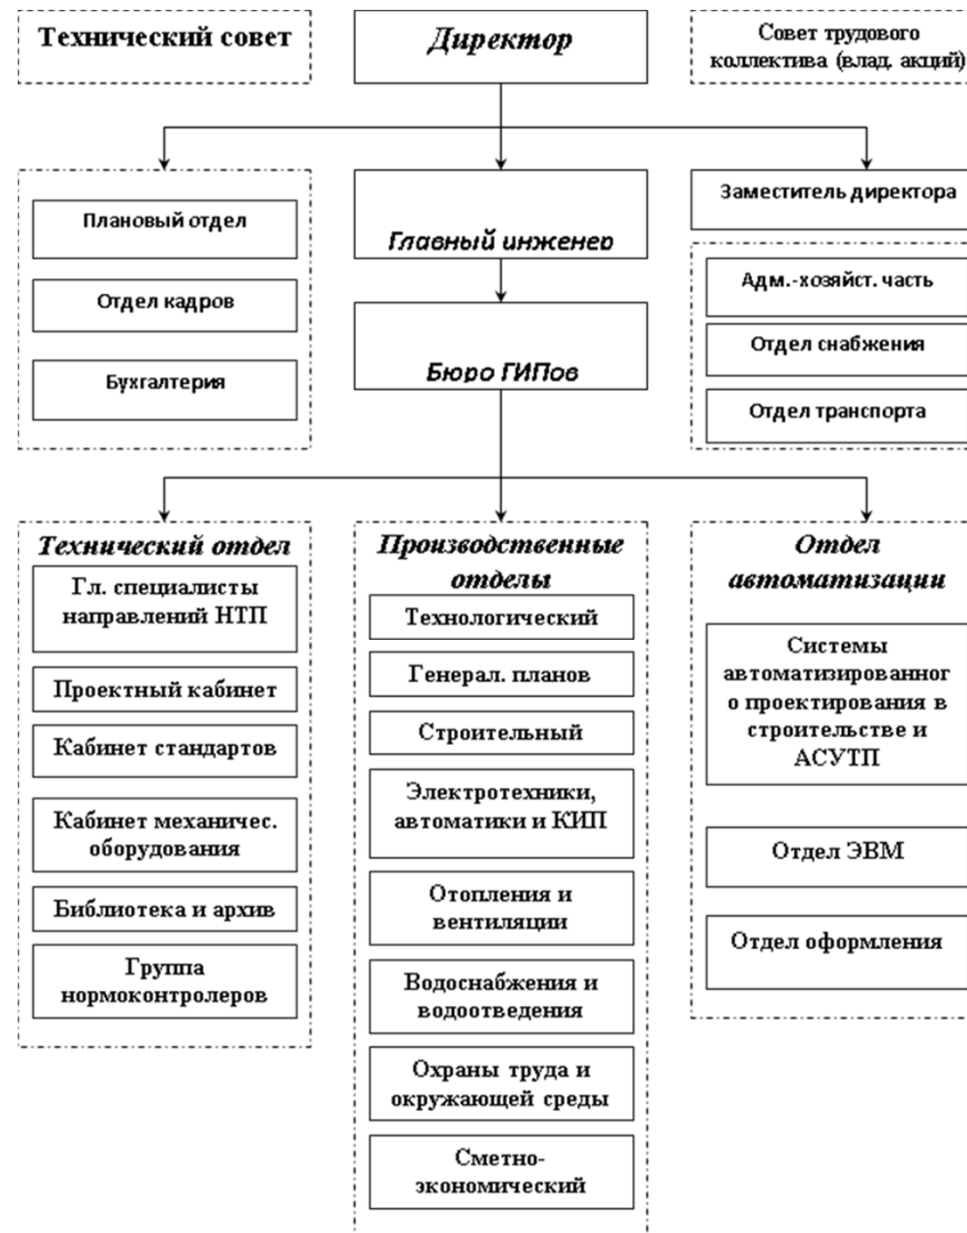 Технический совет
Директор
Совет трудового
коллектива (влад. акций)
Плановый отдел
Отдел кадров
Бухгалтерия
Главный инженер
Бюро ГИПов
Заместитель директора
Адм.-хозяйст. часть
Отдел снабжения
Отдел транспорта
Технический отдел
Гл. специалисты
направлений НТП
Проектный кабинет
Кабинет стандартов
Кабинет механичес.
оборудования
Библиотека и архив
Группа
нормоконтролеров
Производственные
отделы
Технологический
Генерал. планов
Строительный
Электротехники,
автоматики и КИП
Отопления и
вентиляции
Водоснабжения и
водоотведения
Охраны труда и
окружающей среды
Сметно-
экономический
Отдел
автоматизации
Системы
автоматизированног
о проектирования в
строительстве и
АСУТП
Отдел ЭВМ
Отдел оформления